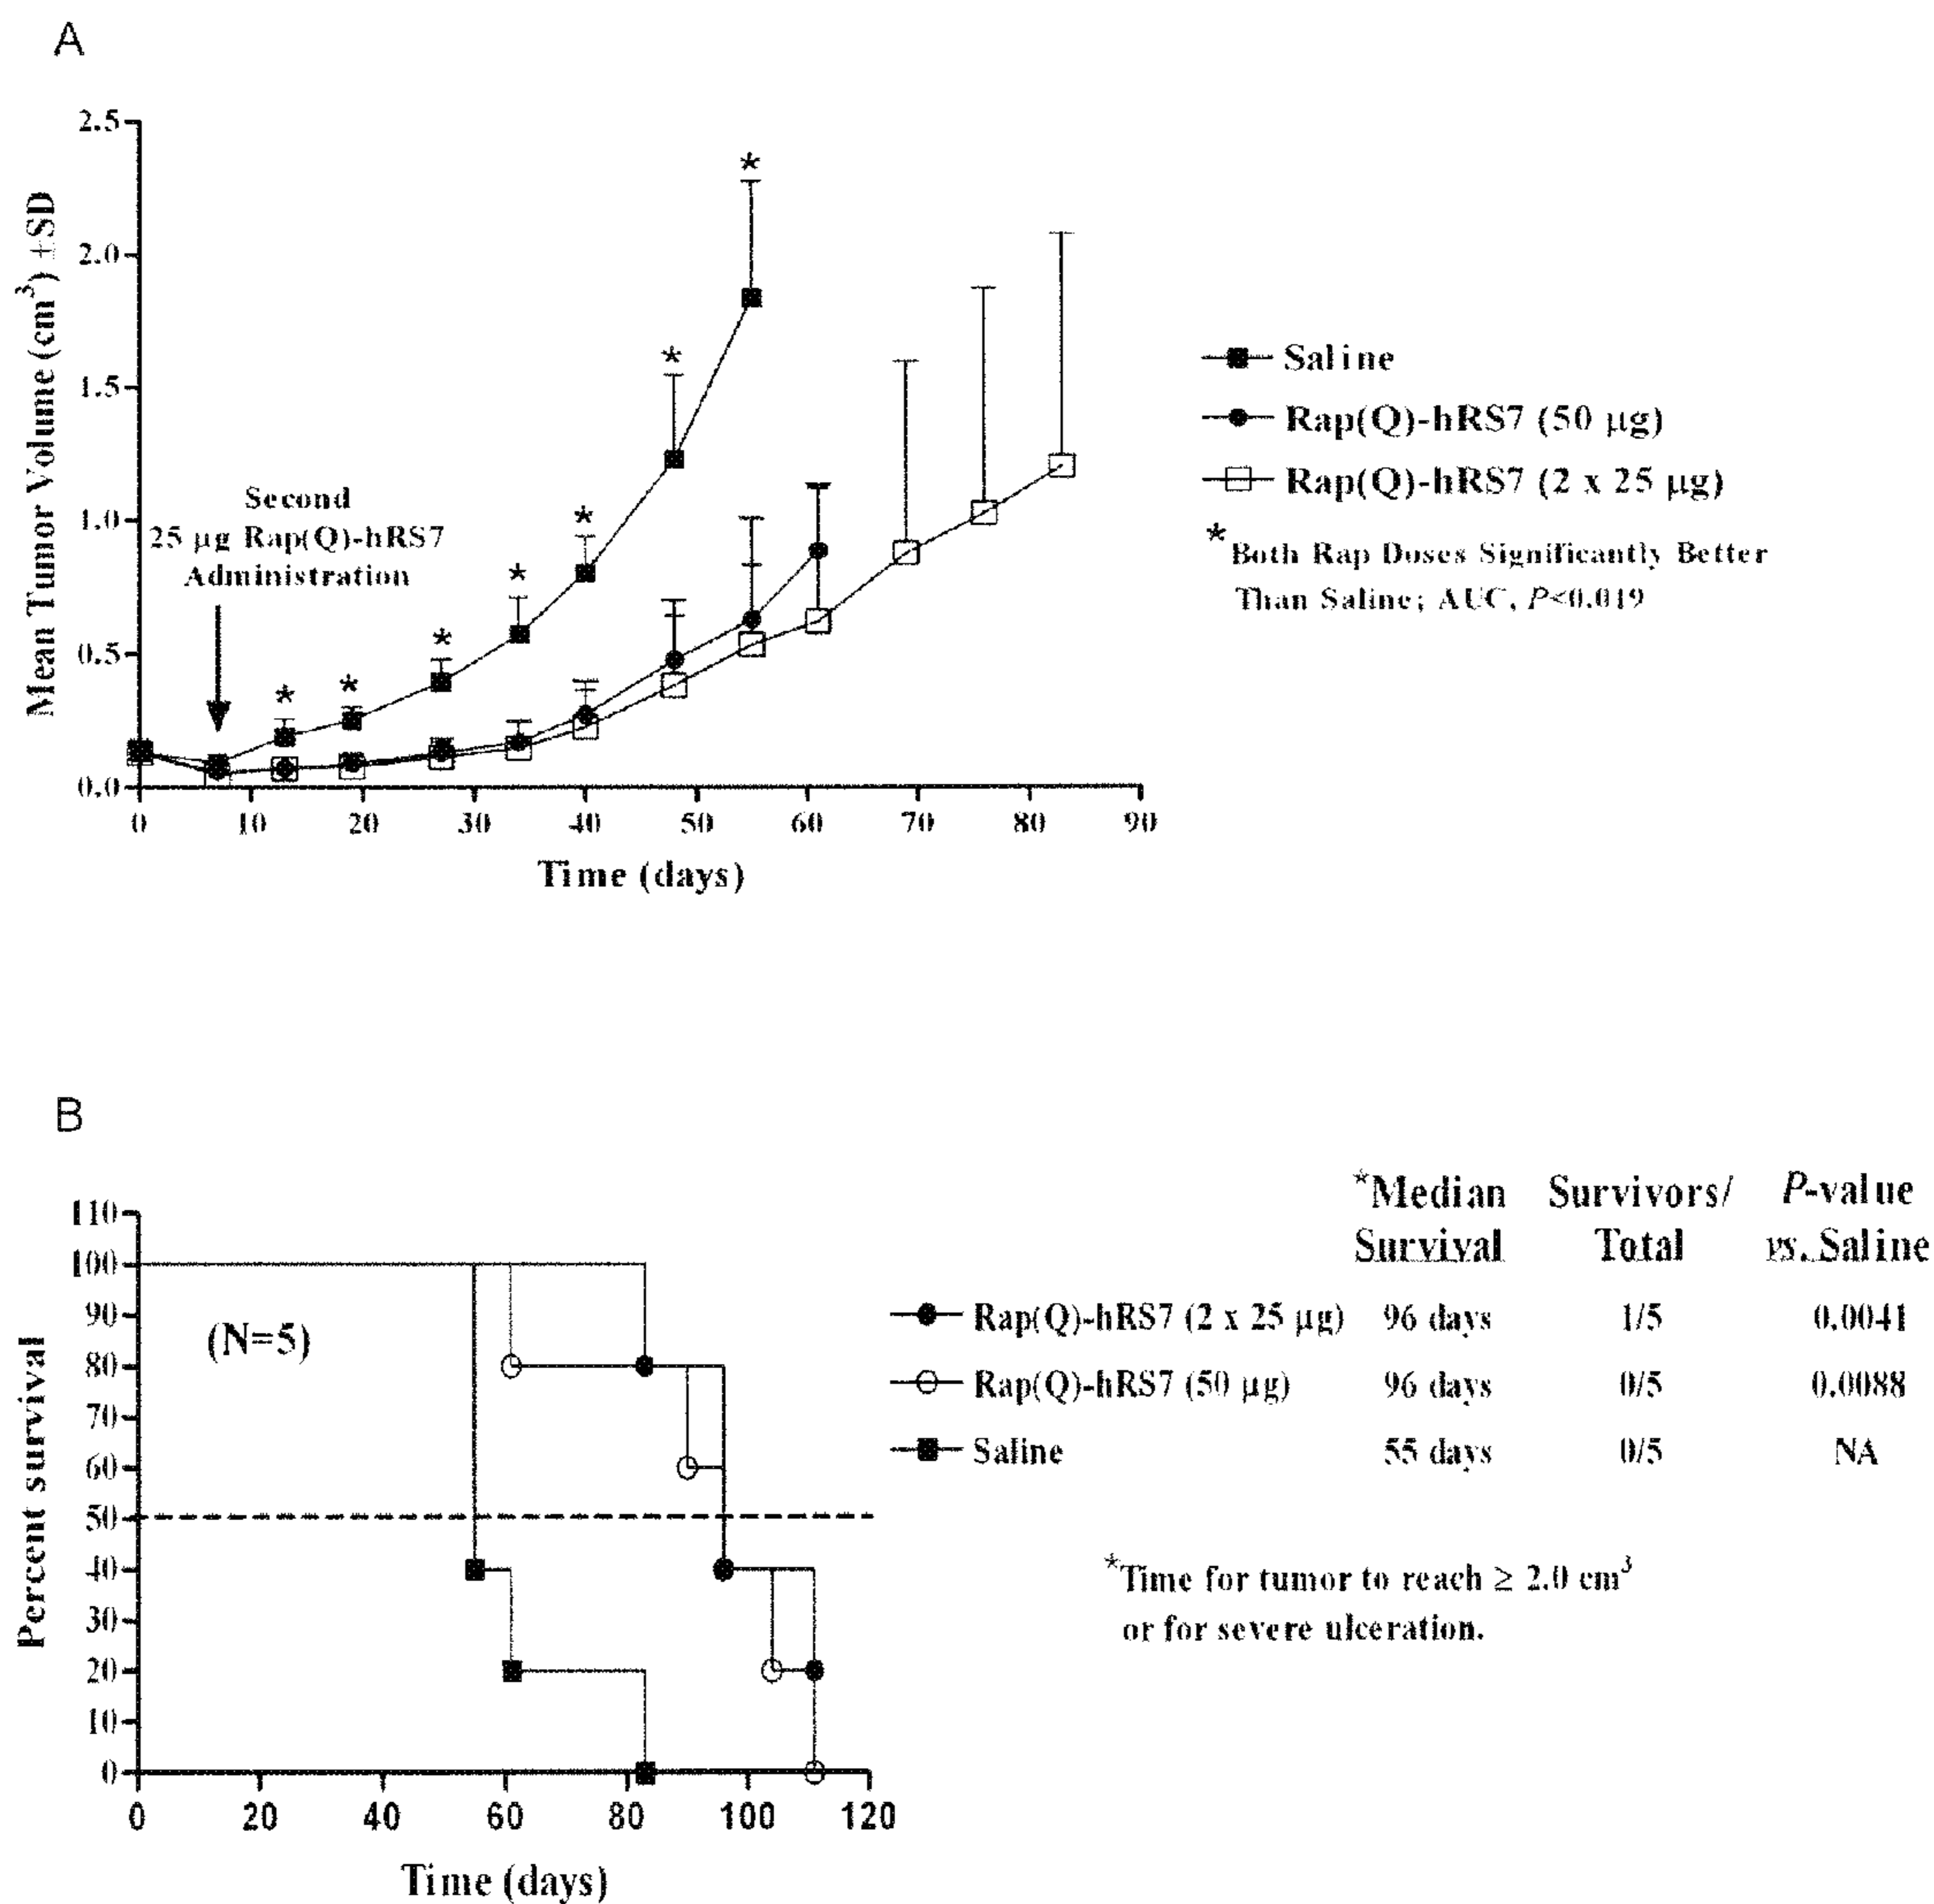 A
2.5
2.0
1.5
1.0
0.5
0.0
Mean Tumor Volume (cm³) ±SD
Second
25 µg Rap(Q)-hRS7
Administration
*
*
*
*
*
*
*
0 10 20 30 40 50 60 70 80 90
Time (days)
Saline
Rap(Q)-hRS7 (50 µg)
Rap(Q)-hRS7 (2 x 25 µg)
* Both Rap Doses Significantly Better
Than Saline; AUC, P<0.019
B
110
100
90
80
70
60
50
40
30
20
10
0
Percent survival
(N=5)
0 20 40 60 80 100 120
Time (days)
*Median Survivors/ P-value
Survival Total vs. Saline
Rap(Q)-hRS7 (2 x 25 µg) 96 days 1/5 0.0041
Rap(Q)-hRS7 (50 µg) 96 days 0/5 0.0088
Saline 55 days 0/5 NA
*Time for tumor to reach ≥ 2.0 cm³
or for severe ulceration.